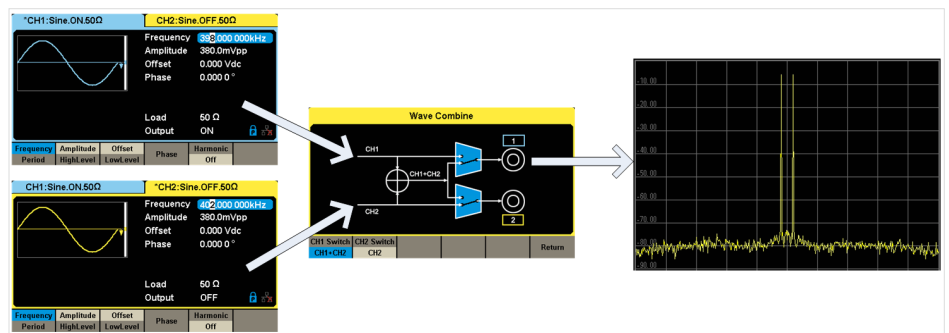 *CH1:Sine.ON.50Ω CH2:Sine.OFF.50Ω
Frequency 398.000 000kHz
Amplitude 380.0mVpp
Offset 0.000 Vdc
Phase 0.000 0 °
Load 50 Ω
Output ON
Frequency Amplitude Offset Phase Harmonic
Period HighLevel LowLevel Off
CH1:Sine.ON.50Ω *CH2:Sine.OFF.50Ω
Frequency 402.000 000kHz
Amplitude 380.0mVpp
Offset 0.000 Vdc
Phase 0.000 0 °
Load 50 Ω
Output OFF
Frequency Amplitude Offset Phase Harmonic
Period HighLevel LowLevel Off
Wave Combine
CH1
1
CH1+CH2
CH2
2
CH1 Switch CH2 Switch Return
CH1+CH2 CH2
-10.00
-20.00
-30.00
-40.00
-50.00
-60.00
-70.00
-80.00
-90.00